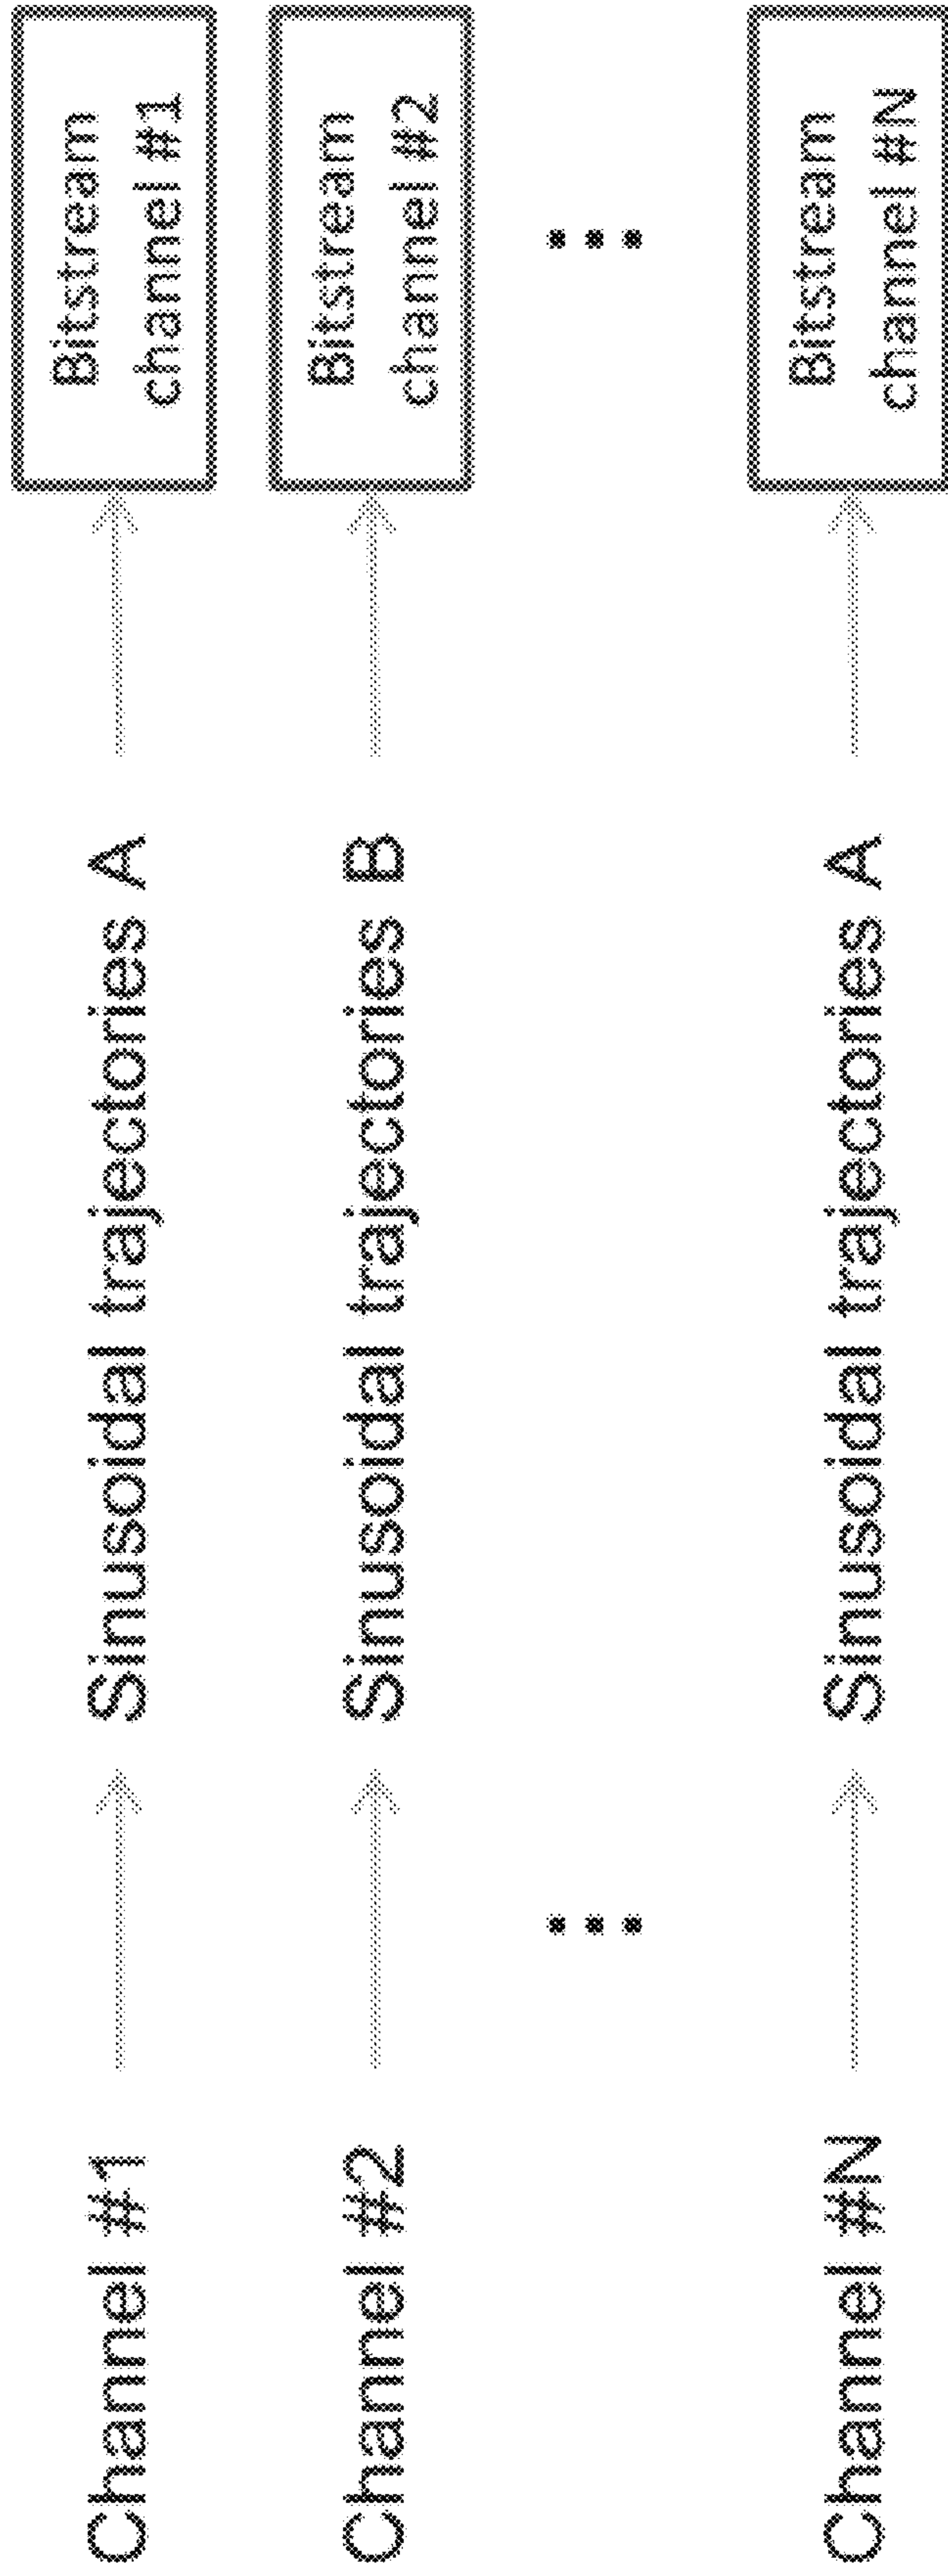 Channel #1
Sinusoidal trajectories A
Bitstream
channel #1
Channel #2
Sinusoidal trajectories B
Bitstream
channel #2
Channel #N
Sinusoidal trajectories A
Bitstream
channel #N